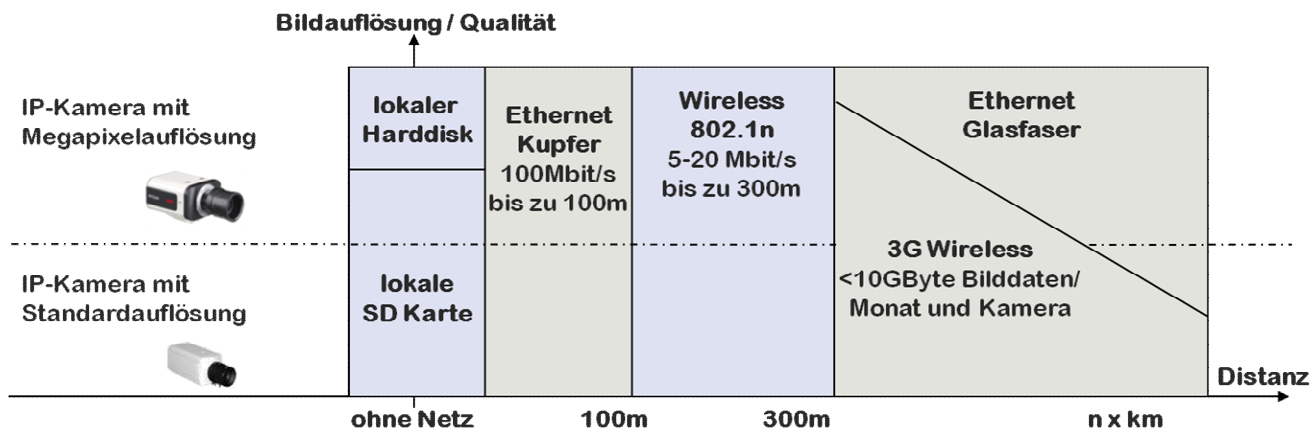 Bildauflösung / Qualität
IP-Kamera mit
Megapixelauflösung
lokaler
Harddisk
Ethernet
Kupfer
100Mbit/s
bis zu 100m
Wireless
802.1n
5-20 Mbit/s
bis zu 300m
Ethernet
Glasfaser
IP-Kamera mit
Standardauflösung
lokale
SD Karte
3G Wireless
<10GByte Bilddaten/
Monat und Kamera
Distanz
ohne Netz
100m
300m
n x km